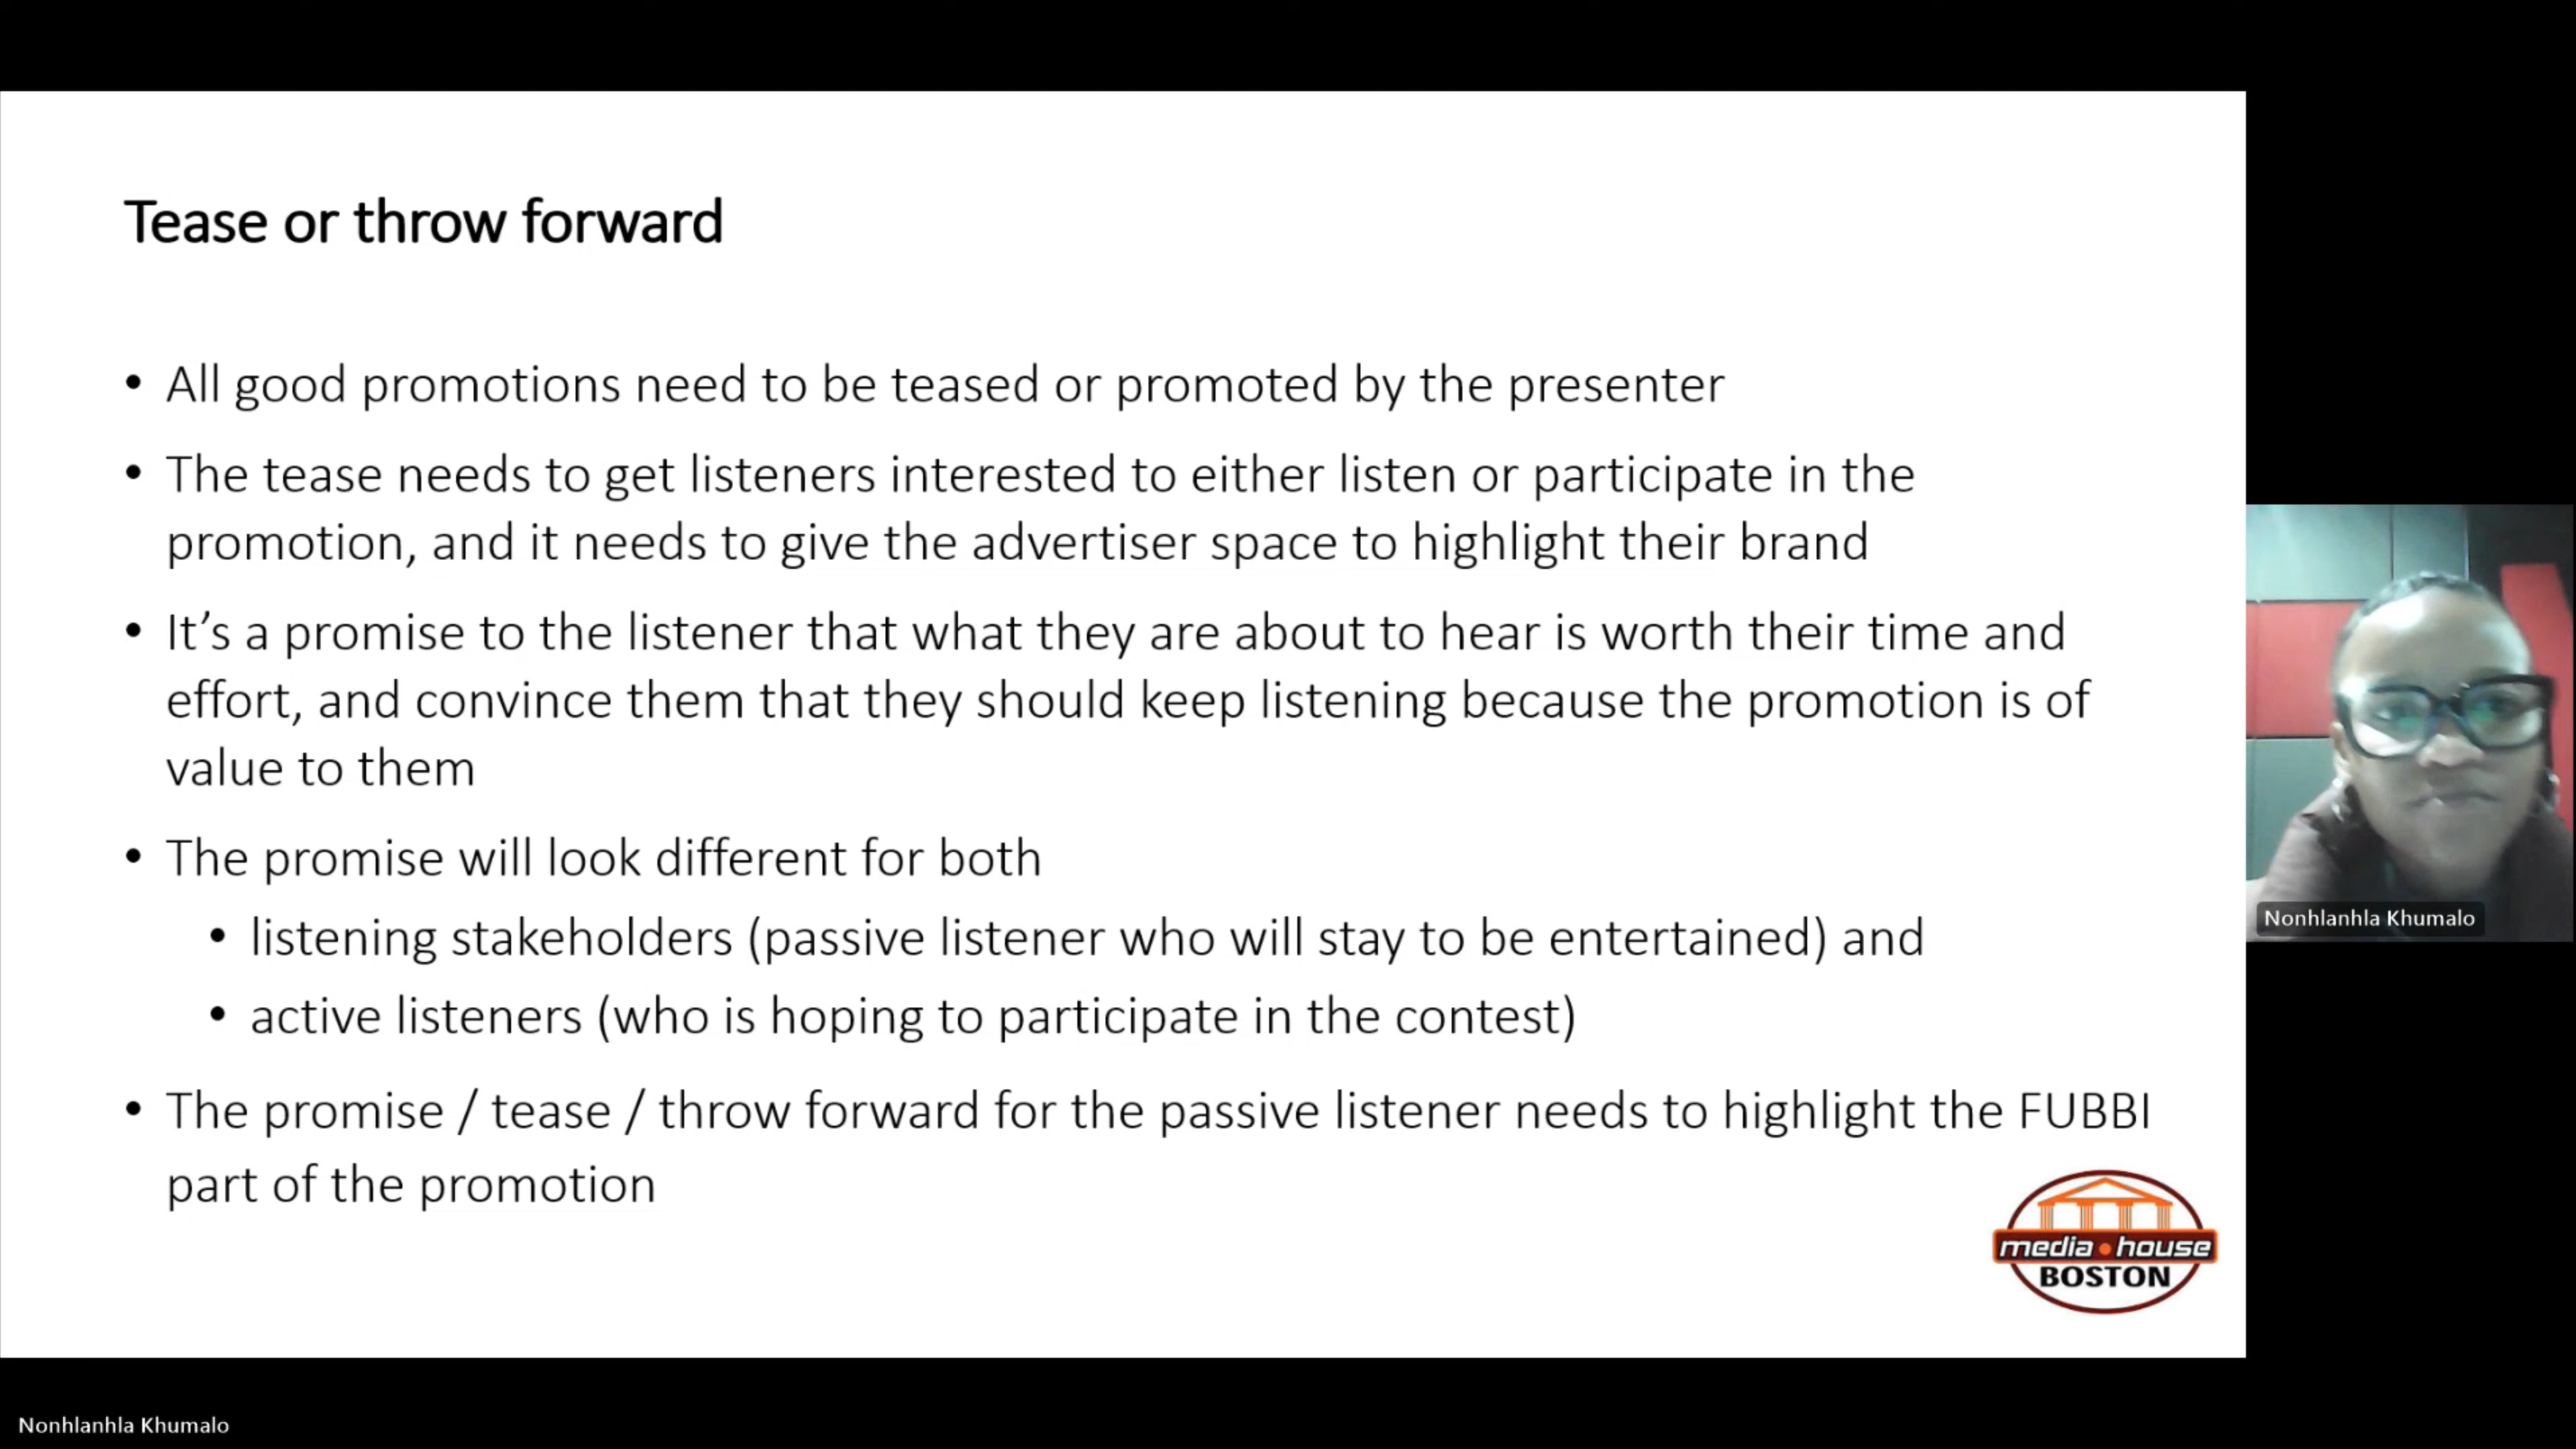 Tease or throw forward
• All good promotions need to be teased or promoted by the presenter
• The tease needs to get listeners interested to either listen or participate in the
promotion, and it needs to give the advertiser space to highlight their brand
• It’s a promise to the listener that what they are about to hear is worth their time and
effort, and convince them that they should keep listening because the promotion is of
value to them
• The promise will look different for both
• listening stakeholders (passive listener who will stay to be entertained) and
• active listeners (who is hoping to participate in the contest)
• The promise / tease / throw forward for the passive listener needs to highlight the FUBBI
part of the promotion
media • house
BOSTON
Nonhlanhla Khumalo
Nonhlanhla Khumalo